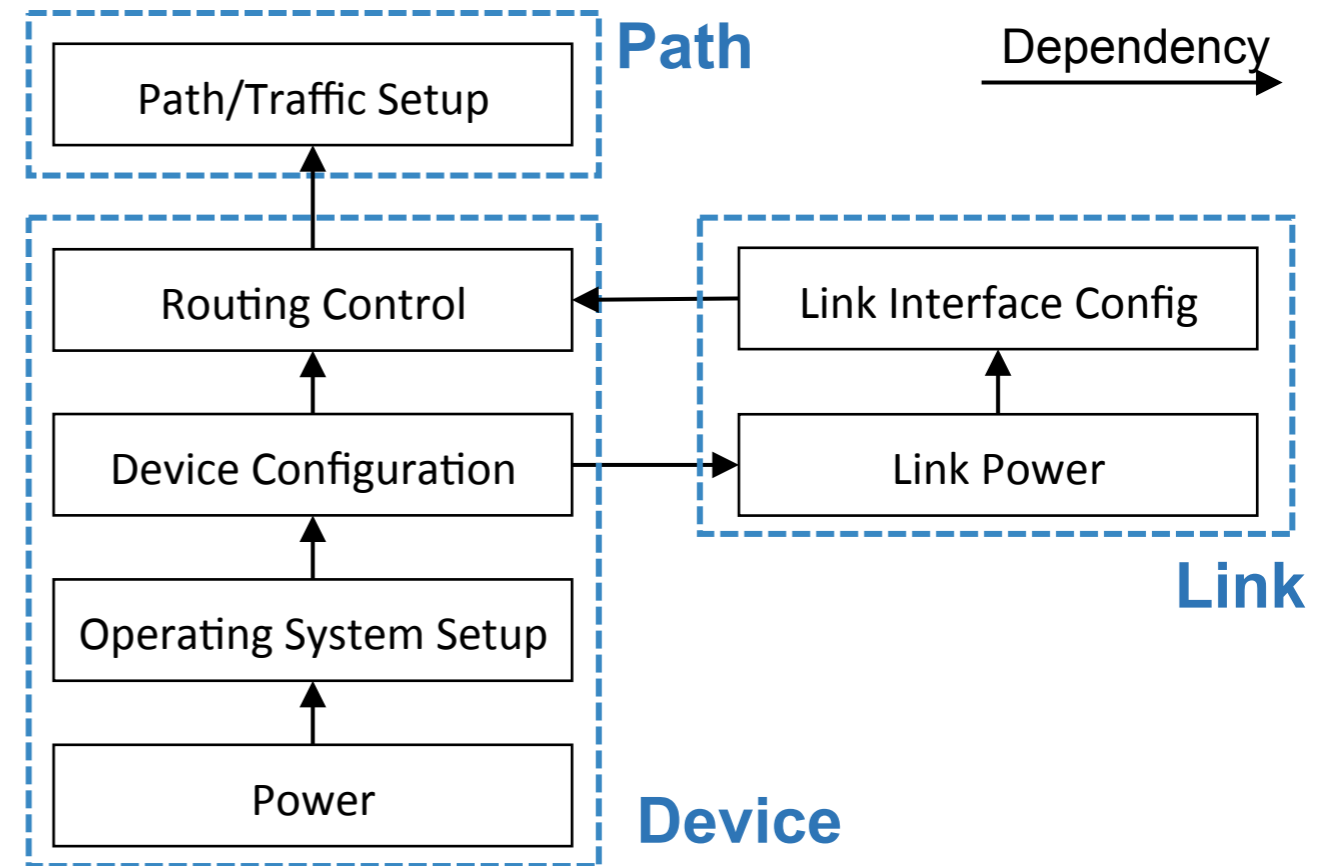 Path
Dependency
Path/Traffic Setup
Routing Control
Link Interface Config
Device Configuration
Link Power
Link
Operating System Setup
Power
Device